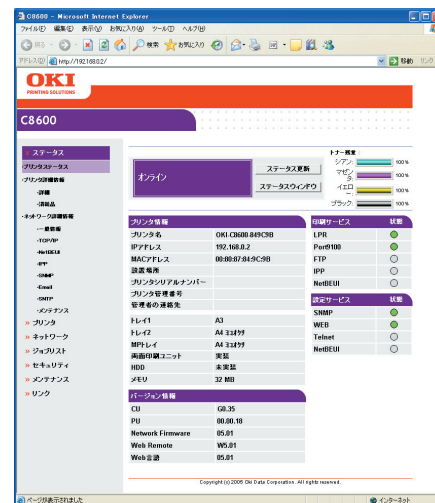 C8600 - Microsoft Internet Explorer
ファイル(F) 編集(E) 表示(V) お気に入り(A) ツール(T) ヘルプ(H)
戻る 検索 お気に入り
アドレス(D) http://192.168.0.2/ 移動 リンク
OKI
PRINTING SOLUTIONS
C8600
ステータス
・プリンタステータス
・プリンタ詳細情報
-詳細
-消耗品
・ネットワーク詳細情報
-一般情報
-TCP/IP
-NetBEUI
-IPP
-SNMP
-Email
-SNTP
-メンテナンス
» プリンタ
» ネットワーク
» ジョブリスト
» セキュリティ
» メンテナンス
» リンク
オンライン
ステータス更新
ステータスウィンドウ
トナー残量:
シアン: 100%
マゼンタ: 100%
イエロー: 100%
ブラック: 100%
プリンタ情報
プリンタ名 OKI-C8600-849C9B
IPアドレス 192.168.0.2
MACアドレス 00:80:87:84:9C:9B
設置場所
プリンタシリアルナンバー
プリンタ管理番号
管理者の連絡先
トレイ1 A3
トレイ2 A4 ヨコオクリ
MPトレイ A4 ヨコオクリ
両面印刷ユニット 実装
HDD 未実装
メモリ 32 MB
バージョン情報
CU G0.35
PU 00.00.18
Network Firmware 05.01
Web Remote W5.01
Web言語 05.01
印刷サービス 状態
LPR
Port9100
FTP
IPP
NetBEUI
設定サービス 状態
SNMP
WEB
Telnet
NetBEUI
Copyright (c) 2005 Oki Data Corporation. All rights reserved.
ページが表示されました インターネット